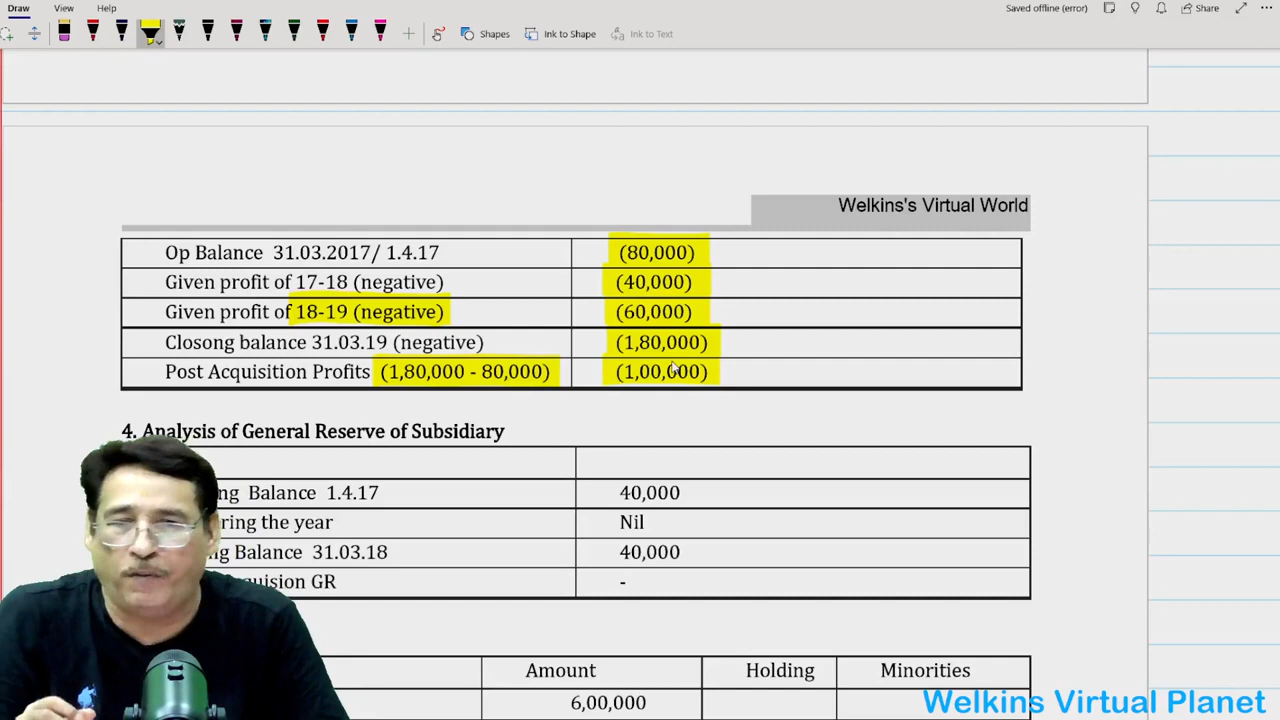 Draw View Help Saved offline (error) Share
Shapes Ink to Shape Ink to Text
Welkins's Virtual World
Op Balance 31.03.2017/ 1.4.17 (80,000)
Given profit of 17-18 (negative) (40,000)
Given profit of 18-19 (negative) (60,000)
Closong balance 31.03.19 (negative) (1,80,000)
Post Acquisition Profits (1,80,000 - 80,000) (1,00,000)
4. Analysis of General Reserve of Subsidiary
Balance 1.4.17 40,000
the year Nil
Balance 31.03.18 40,000
GR -
Amount Holding Minorities
6,00,000
Welkins Virtual Planet